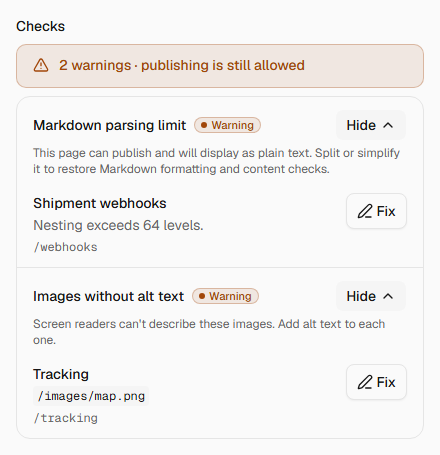 Checks
2 warnings · publishing is still allowed
Markdown parsing limit Warning Hide
This page can publish and will display as plain text. Split or simplify
it to restore Markdown formatting and content checks.
Shipment webhooks
Nesting exceeds 64 levels.
/webhooks
Fix
Images without alt text Warning Hide
Screen readers can't describe these images. Add alt text to each
one.
Tracking
/images/map.png
/tracking
Fix